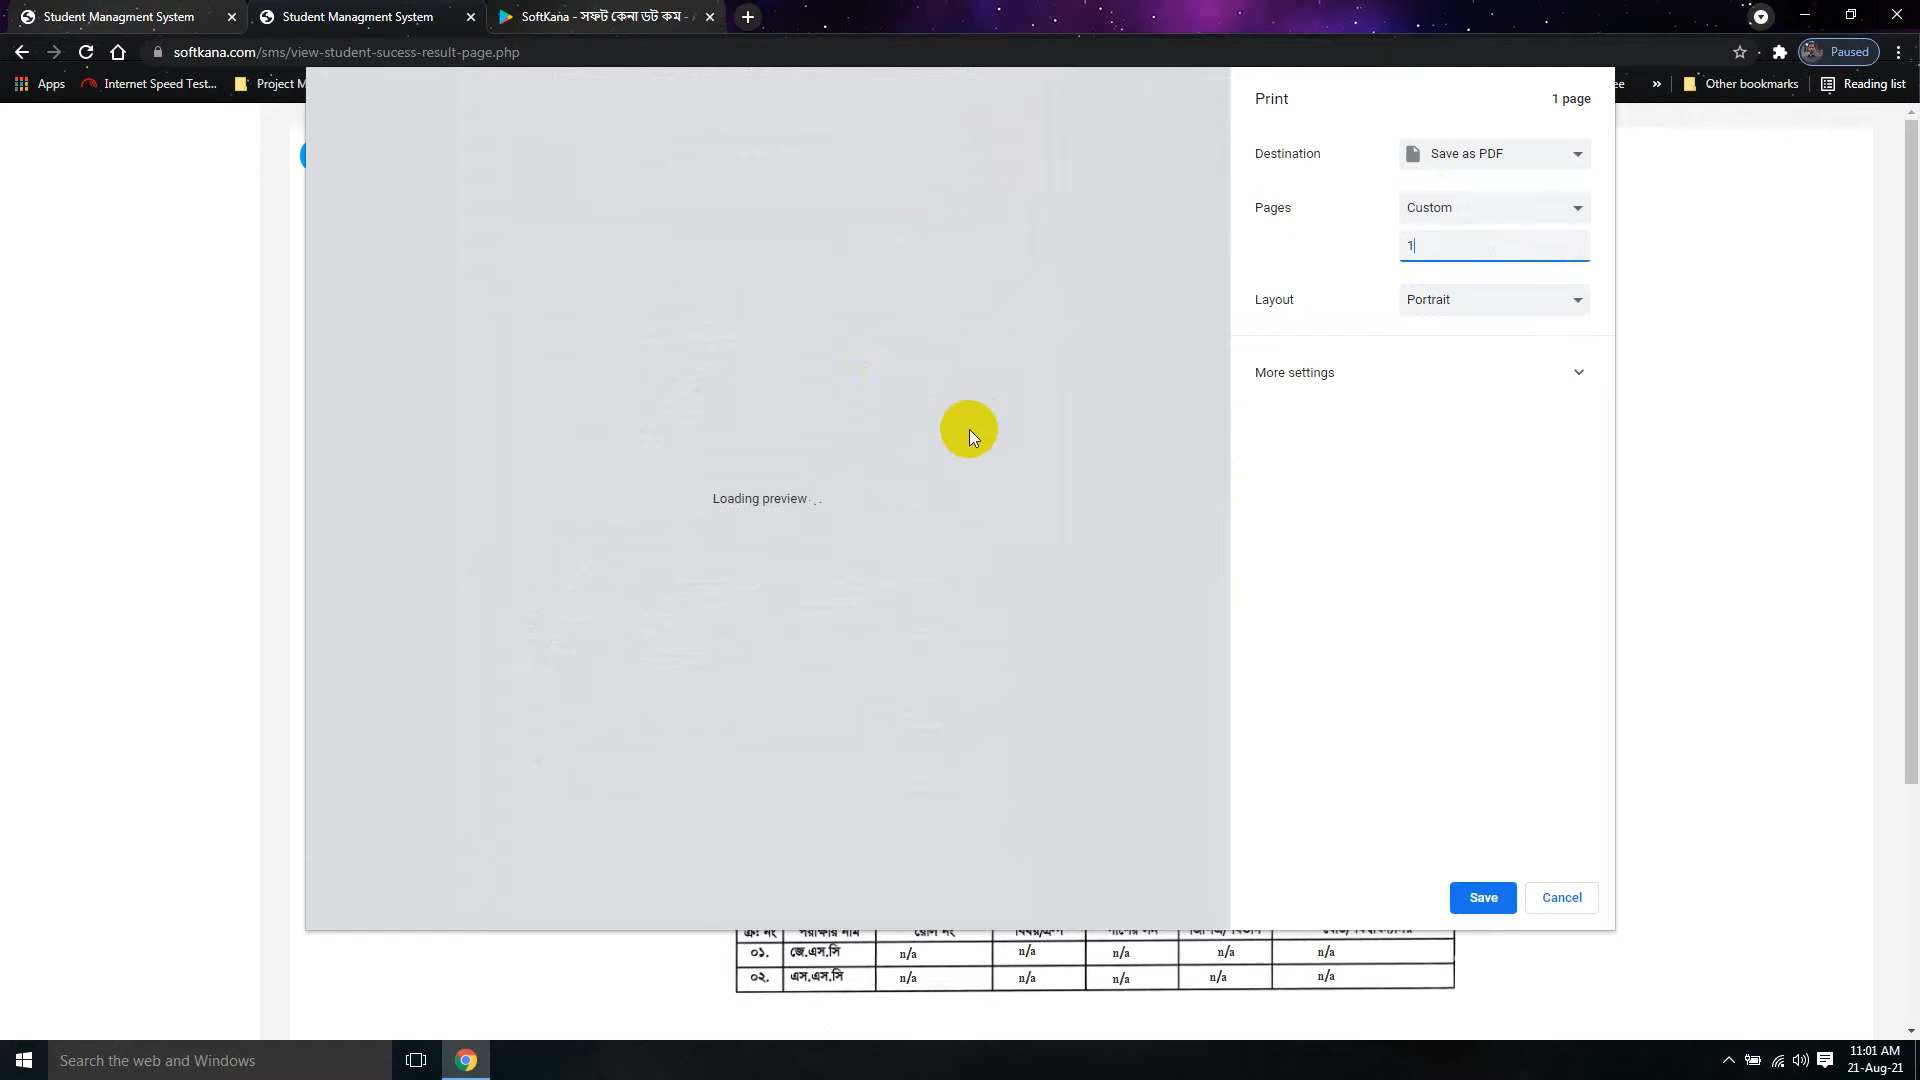 Student Managment System
Student Managment System
SoftKana - সফট কেনা ডট কম -
softkana.com/sms/view-student-sucess-result-page.php
Paused
Apps
Internet Speed Test...
Project M
ee
»
Other bookmarks
Reading list
Print
1 page
Destination
Save as PDF
Pages
Custom
1
Layout
Portrait
More settings
Loading preview...
Save
Cancel
০১. জে.এস.সি n/a n/a n/a n/a n/a
০২. এস.এস.সি n/a n/a n/a n/a n/a
Search the web and Windows
11:01 AM
21-Aug-21